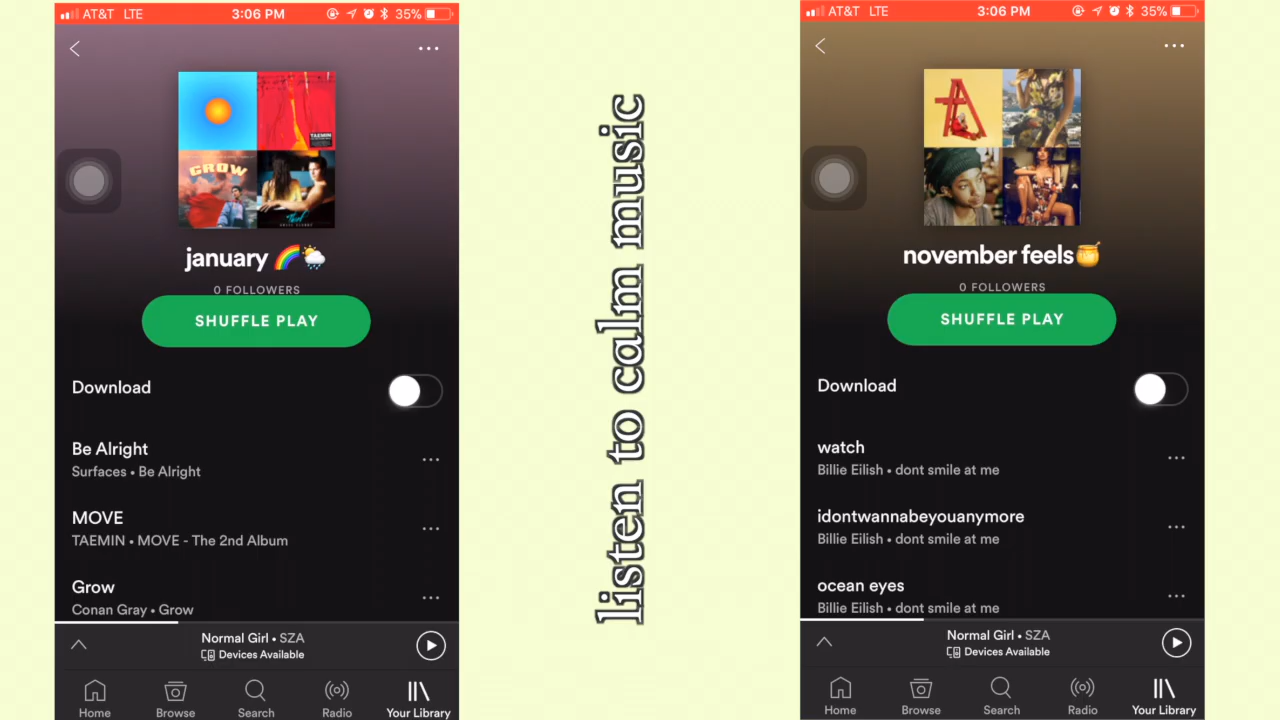 AT&T LTE 3:06 PM 35%
TAEMIN
GROW
january 🌈🌦
0 FOLLOWERS
SHUFFLE PLAY
Download
Be Alright
Surfaces • Be Alright
MOVE
TAEMIN • MOVE - The 2nd Album
Grow
Conan Gray • Grow
Normal Girl • SZA
Devices Available
Home Browse Search Radio Your Library
listen to calm music
AT&T LTE 3:06 PM 35%
november feels🍯
0 FOLLOWERS
SHUFFLE PLAY
Download
watch
Billie Eilish • dont smile at me
idontwannabeyouanymore
Billie Eilish • dont smile at me
ocean eyes
Billie Eilish • dont smile at me
Normal Girl • SZA
Devices Available
Home Browse Search Radio Your Library